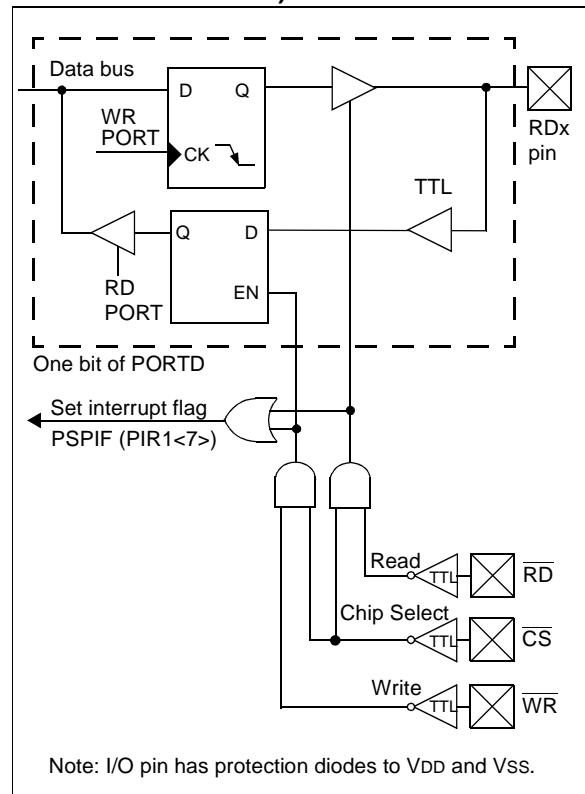 Data bus
D Q
WR
PORT
CK
RDx
pin
TTL
Q D
RD
PORT
EN
One bit of PORTD
Set interrupt flag
PSPIF (PIR1<7>)
Read
TTL
RD
Chip Select
TTL
CS
Write
TTL
WR
Note: I/O pin has protection diodes to VDD and VSS.